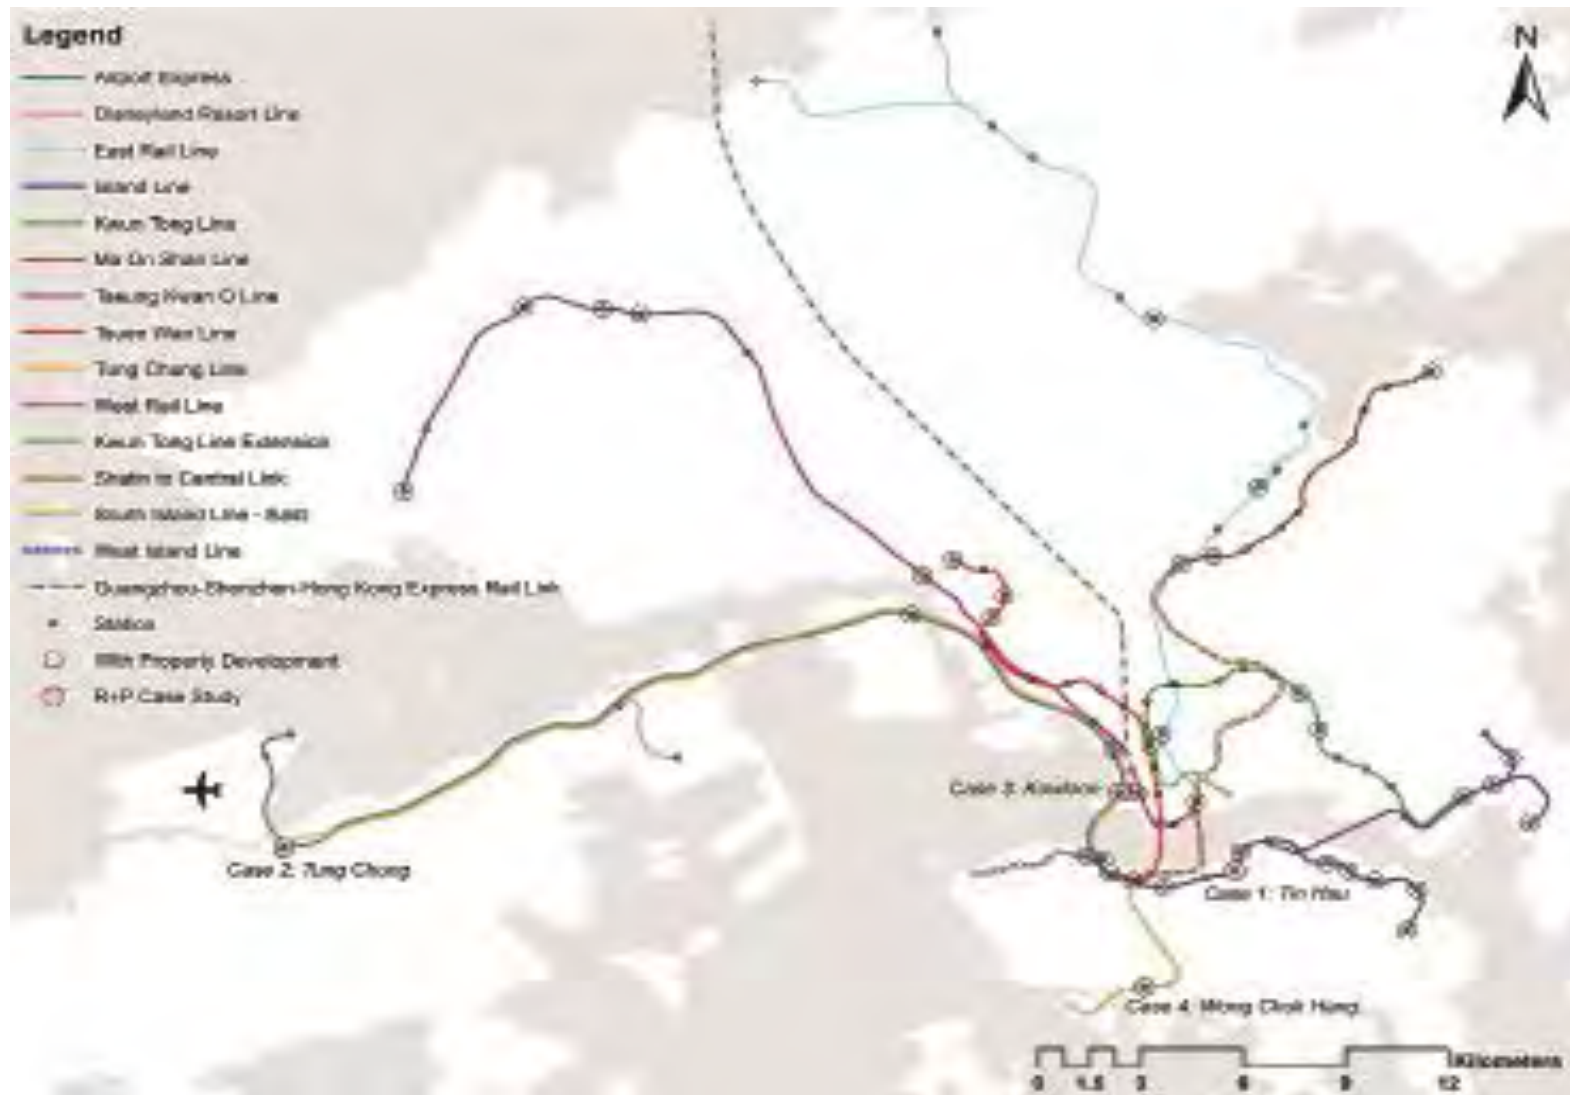 Legend
Airport Express
Disneyland Resort Line
East Rail Line
Island Line
Kwun Tong Line
Ma On Shan Line
Tseung Kwan O Line
Tsuen Wan Line
Tung Chung Line
West Rail Line
Kwun Tong Line Extension
Shatin to Central Link
South Island Line - East
West Island Line
Guangzhou-Shenzhen-Hong Kong Express Rail Link
Station
With Property Development
R+P Case Study
N
Case 3: Kowloon
Case 2: Tung Chung
Case 1: Tin Hau
Case 4: Wong Chuk Hang
Kilometers
0 1.5 3 6 9 12